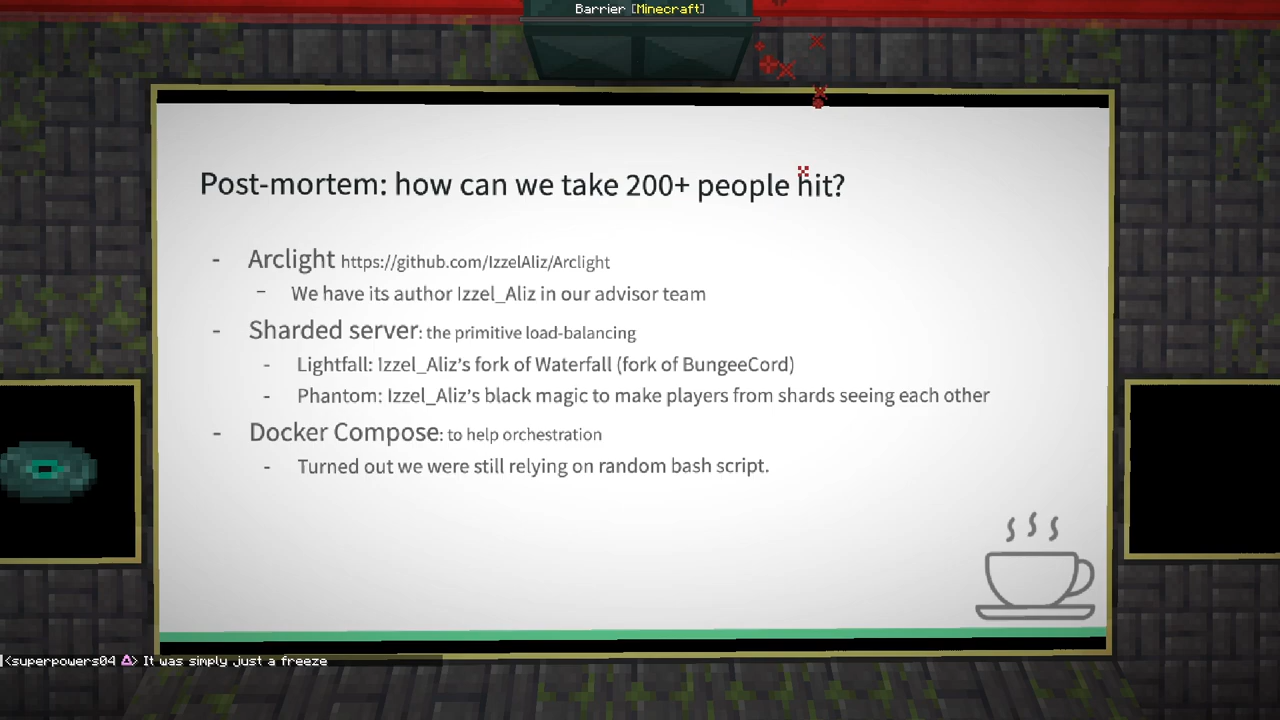 Barrier [Minecraft]
Post-mortem: how can we take 200+ people hit?
- Arclight https://github.com/IzzelAliz/Arclight
- We have its author Izzel_Aliz in our advisor team
- Sharded server: the primitive load-balancing
- Lightfall: Izzel_Aliz’s fork of Waterfall (fork of BungeeCord)
- Phantom: Izzel_Aliz’s black magic to make players from shards seeing each other
- Docker Compose: to help orchestration
- Turned out we were still relying on random bash script.
<superpowers04 △> It was simply just a freeze